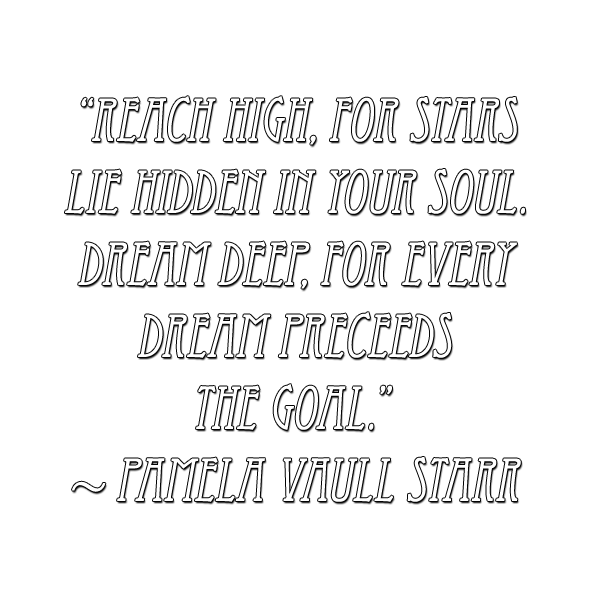 “REACH HIGH, FOR STARS
LIE HIDDEN IN YOUR SOUL.
DREAM DEEP, FOR EVERY
DREAM PRECEEDS
THE GOAL.”
~ PAMELA VAULL STARR